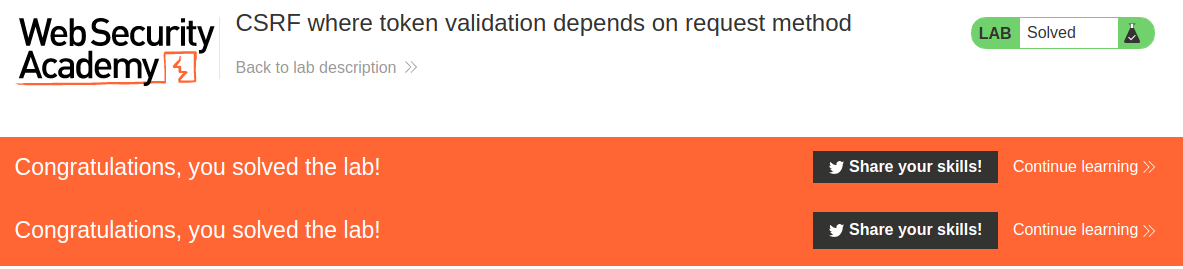 Web Security
Academy
CSRF where token validation depends on request method
Back to lab description
LAB Solved
Congratulations, you solved the lab!
Share your skills!
Continue learning
Congratulations, you solved the lab!
Share your skills!
Continue learning